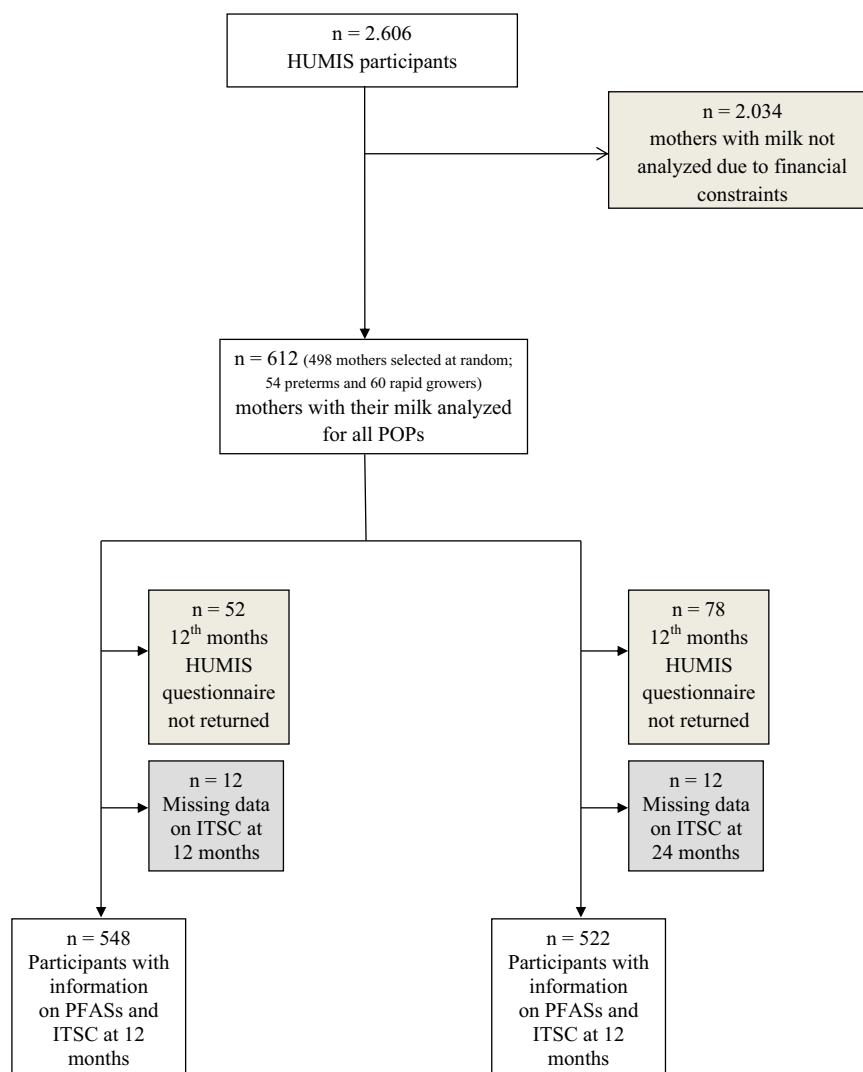 n = 2.606
HUMIS participants
n = 2.034
mothers with milk not
analyzed due to financial
constraints
n = 612 (498 mothers selected at random;
54 preterms and 60 rapid growers)
mothers with their milk analyzed
for all POPs
n = 52
12th months
HUMIS
questionnaire
not returned
n = 78
12th months
HUMIS
questionnaire
not returned
n = 12
Missing data
on ITSC at
12 months
n = 12
Missing data
on ITSC at
24 months
n = 548
Participants with
information
on PFASs and
ITSC at 12
months
n = 522
Participants with
information
on PFASs and
ITSC at 12
months